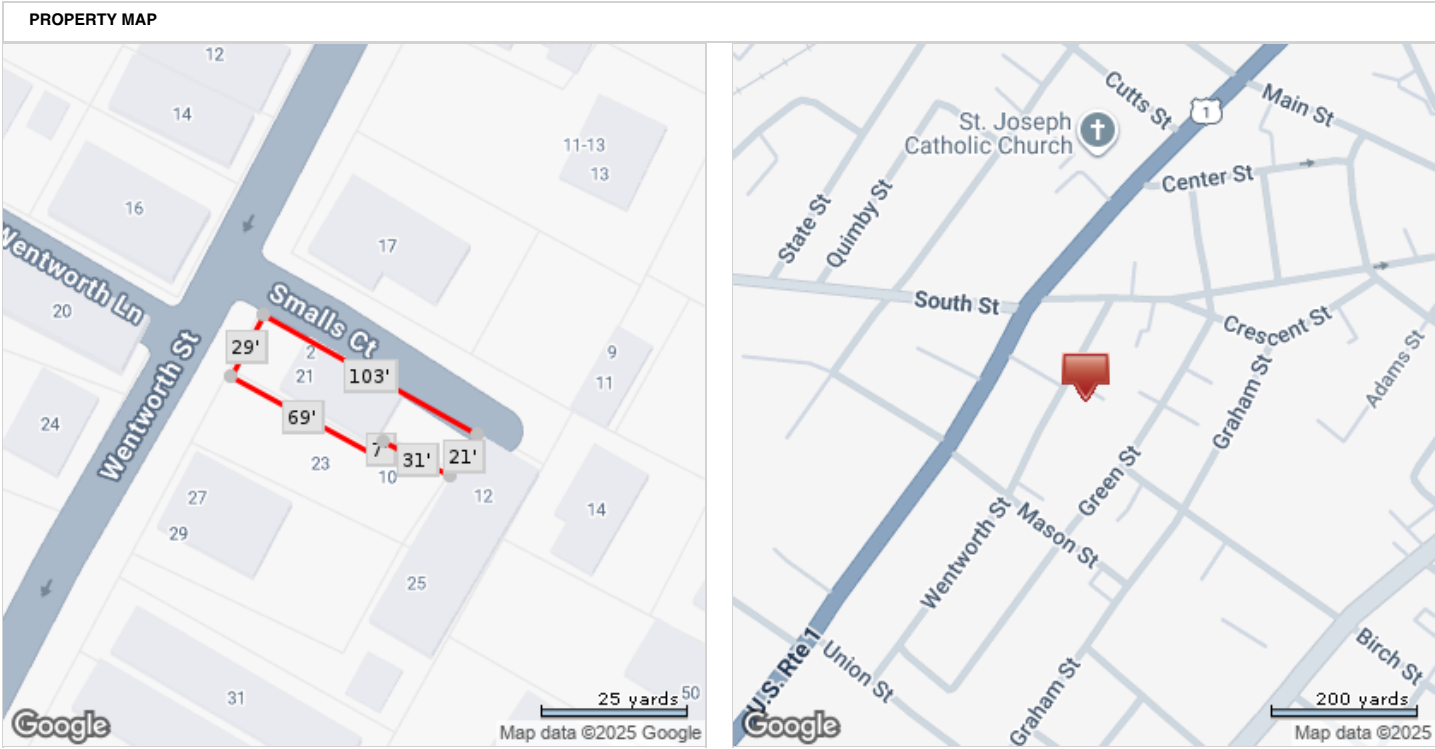 PROPERTY MAP
12
14
11-13
13
16
17
Wentworth Ln
Smalls Ct
20
29'
2
21
103'
9
11
Wentworth St
24
69'
7'
31'
21'
23
10
12
27
29
14
25
31
50
25 yards
Google
Map data ©2025 Google
Cutts St
1
Main St
St. Joseph
Catholic Church
Center St
State St
Quimby St
South St
Crescent St
Adams St
Graham St
Green St
Wentworth St
Mason St
U.S. Rte 1
Union St
Graham St
Birch St
200 yards
Google
Map data ©2025